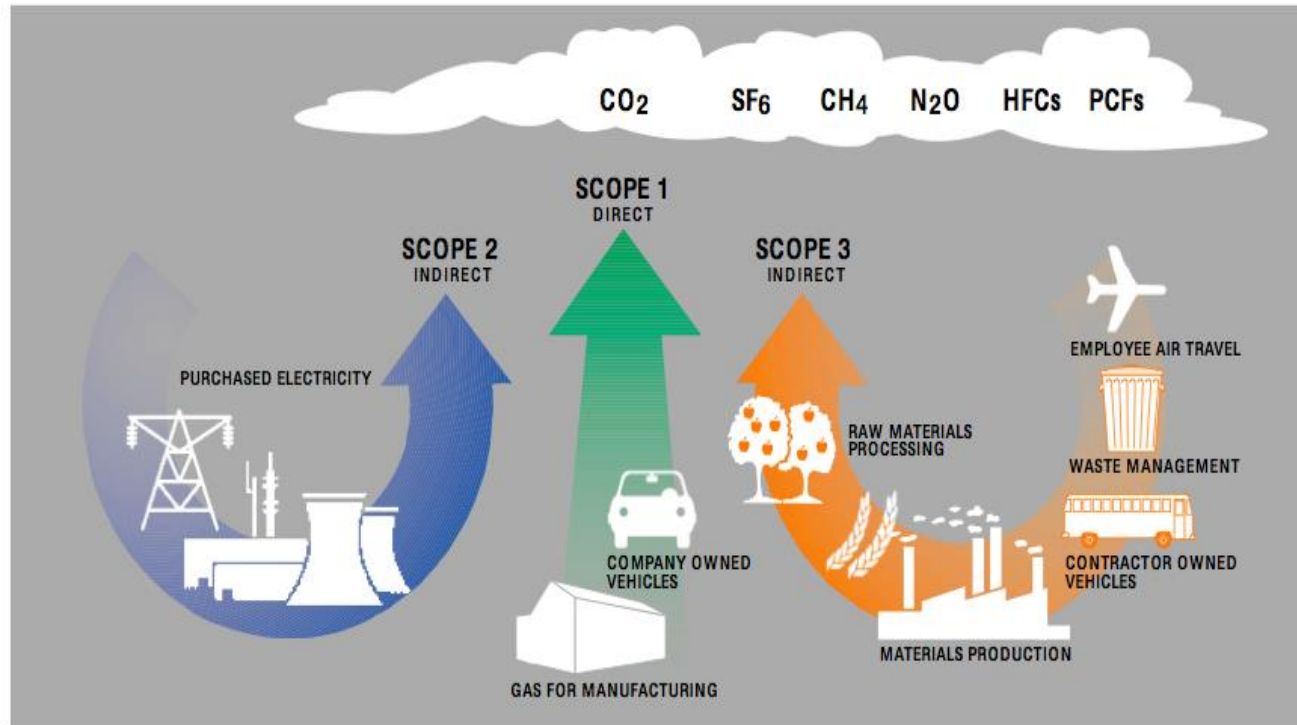 CO2 SF6 CH4 N2O HFCs PCFs
SCOPE 1
DIRECT
SCOPE 2
INDIRECT
SCOPE 3
INDIRECT
PURCHASED ELECTRICITY
COMPANY OWNED
VEHICLES
GAS FOR MANUFACTURING
RAW MATERIALS
PROCESSING
MATERIALS PRODUCTION
EMPLOYEE AIR TRAVEL
WASTE MANAGEMENT
CONTRACTOR OWNED
VEHICLES